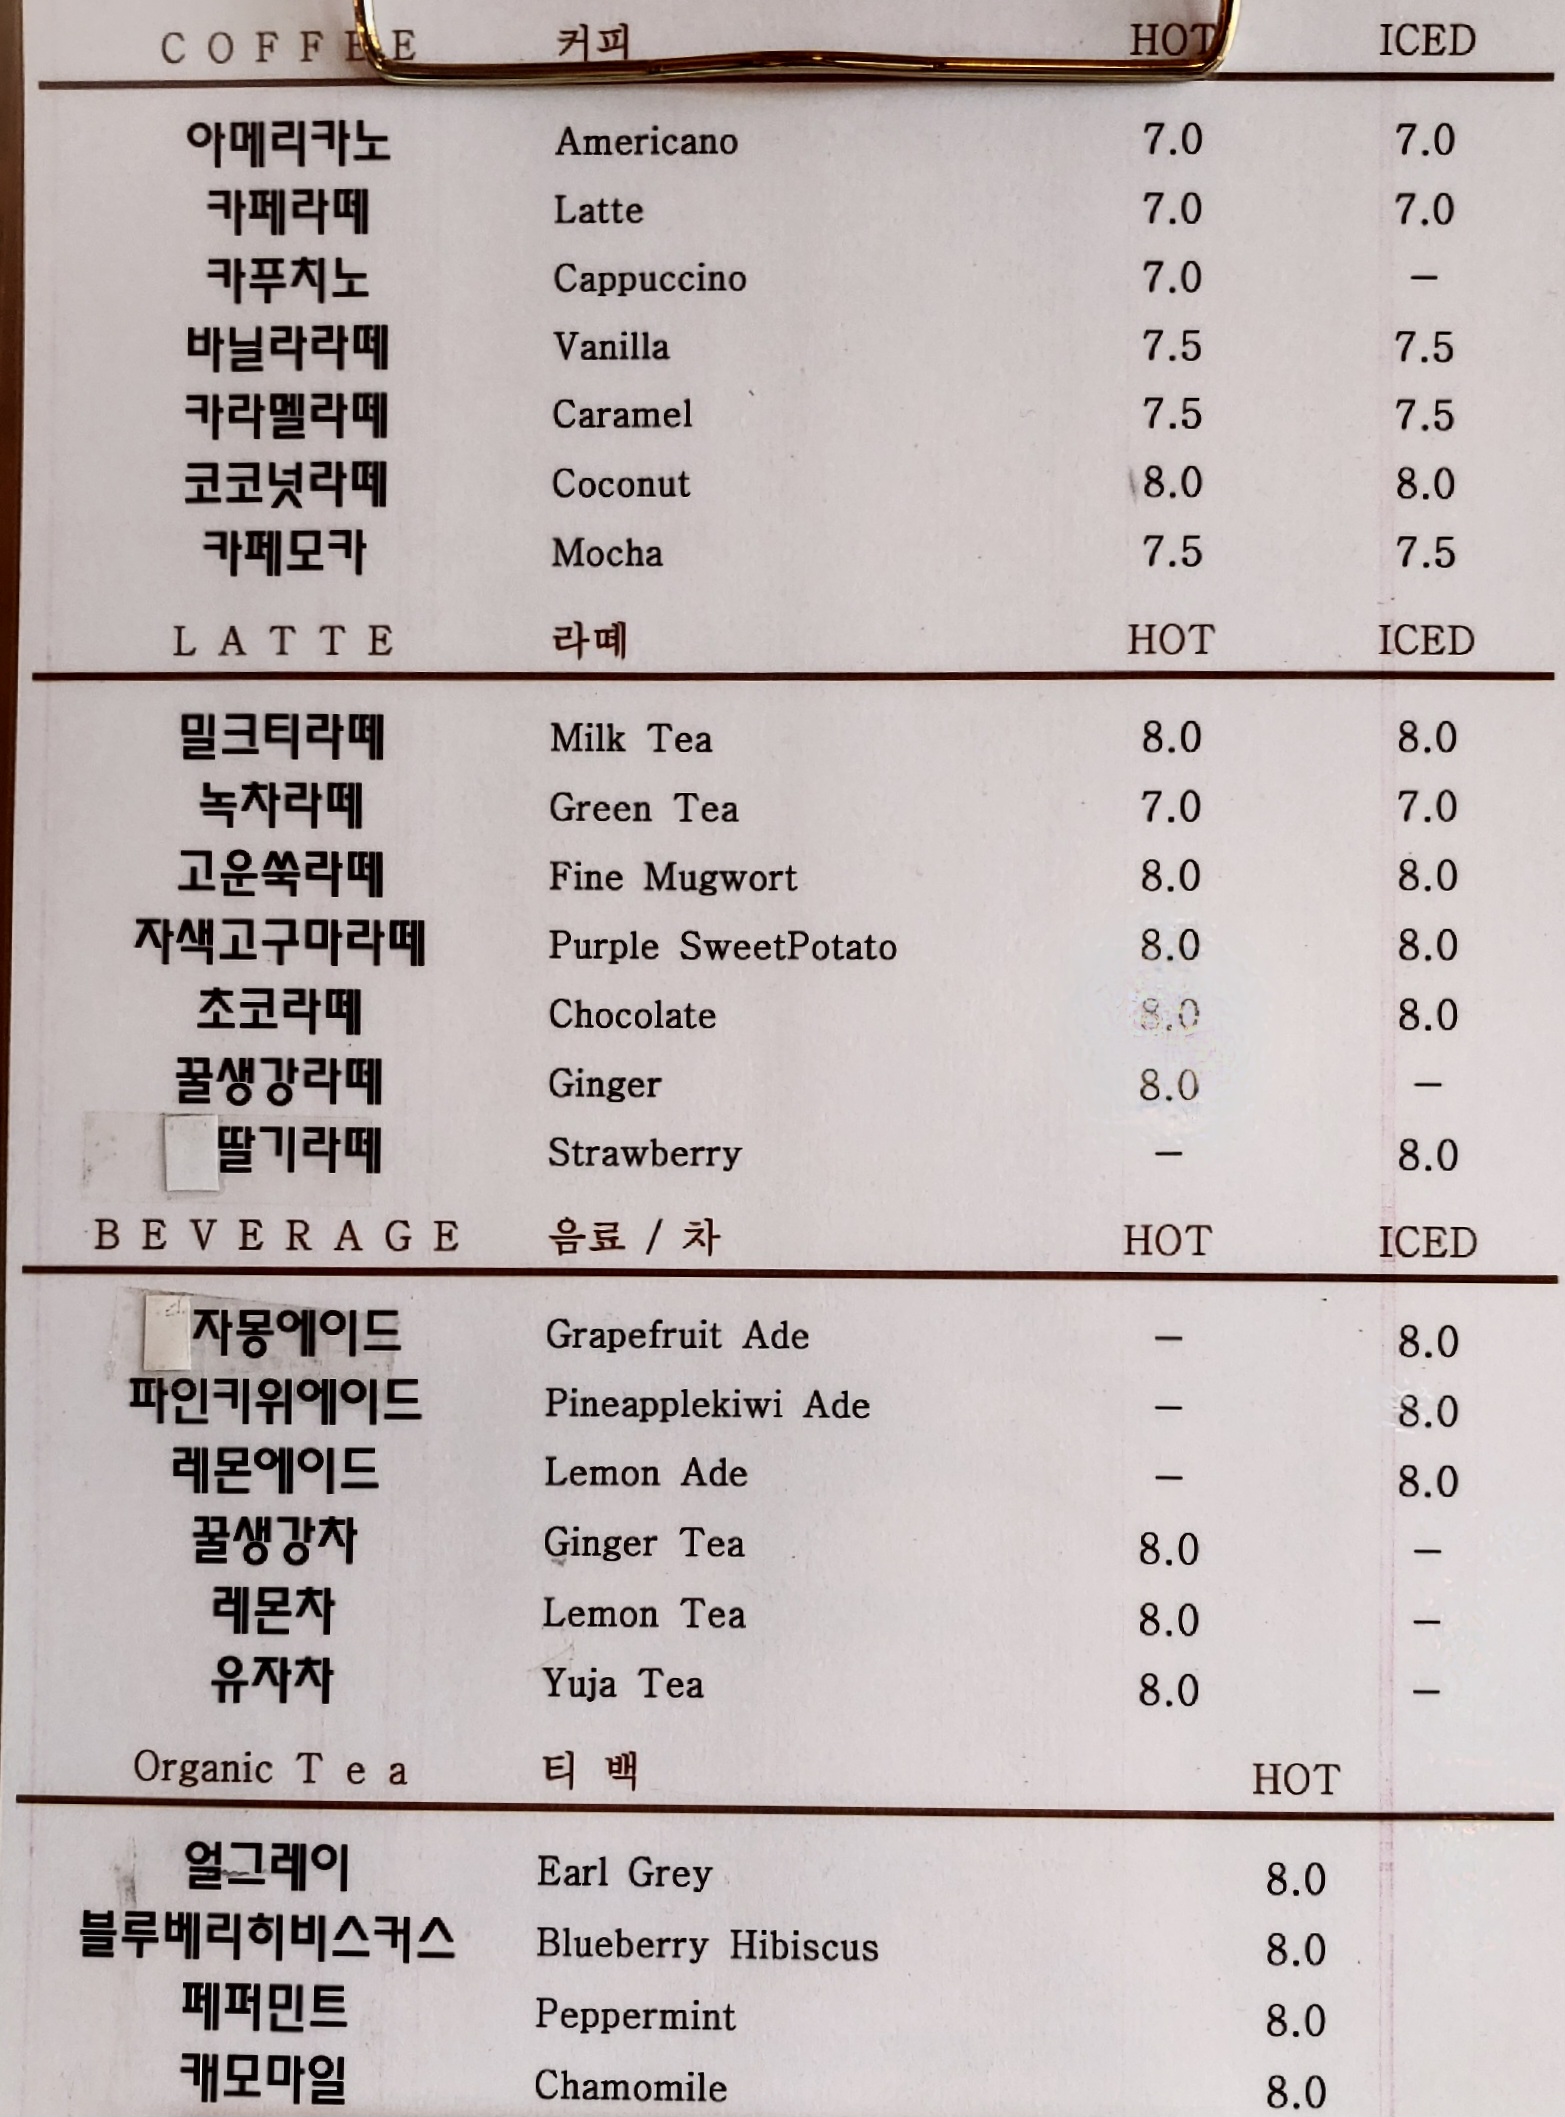 COFFEE 커피 HOT ICED
아메리카노 Americano 7.0 7.0
카페라떼 Latte 7.0 7.0
카푸치노 Cappuccino 7.0 –
바닐라라떼 Vanilla 7.5 7.5
카라멜라떼 Caramel 7.5 7.5
코코넛라떼 Coconut 8.0 8.0
카페모카 Mocha 7.5 7.5
LATTE 라떼 HOT ICED
밀크티라떼 Milk Tea 8.0 8.0
녹차라떼 Green Tea 7.0 7.0
고운쑥라떼 Fine Mugwort 8.0 8.0
자색고구마라떼 Purple SweetPotato 8.0 8.0
초코라떼 Chocolate 8.0 8.0
꿀생강라떼 Ginger 8.0 –
딸기라떼 Strawberry – 8.0
BEVERAGE 음료 / 차 HOT ICED
자몽에이드 Grapefruit Ade – 8.0
파인키위에이드 Pineapplekiwi Ade – 8.0
레몬에이드 Lemon Ade – 8.0
꿀생강차 Ginger Tea 8.0 –
레몬차 Lemon Tea 8.0 –
유자차 Yuja Tea 8.0 –
Organic Tea 티백 HOT
얼그레이 Earl Grey 8.0
블루베리히비스커스 Blueberry Hibiscus 8.0
페퍼민트 Peppermint 8.0
캐모마일 Chamomile 8.0